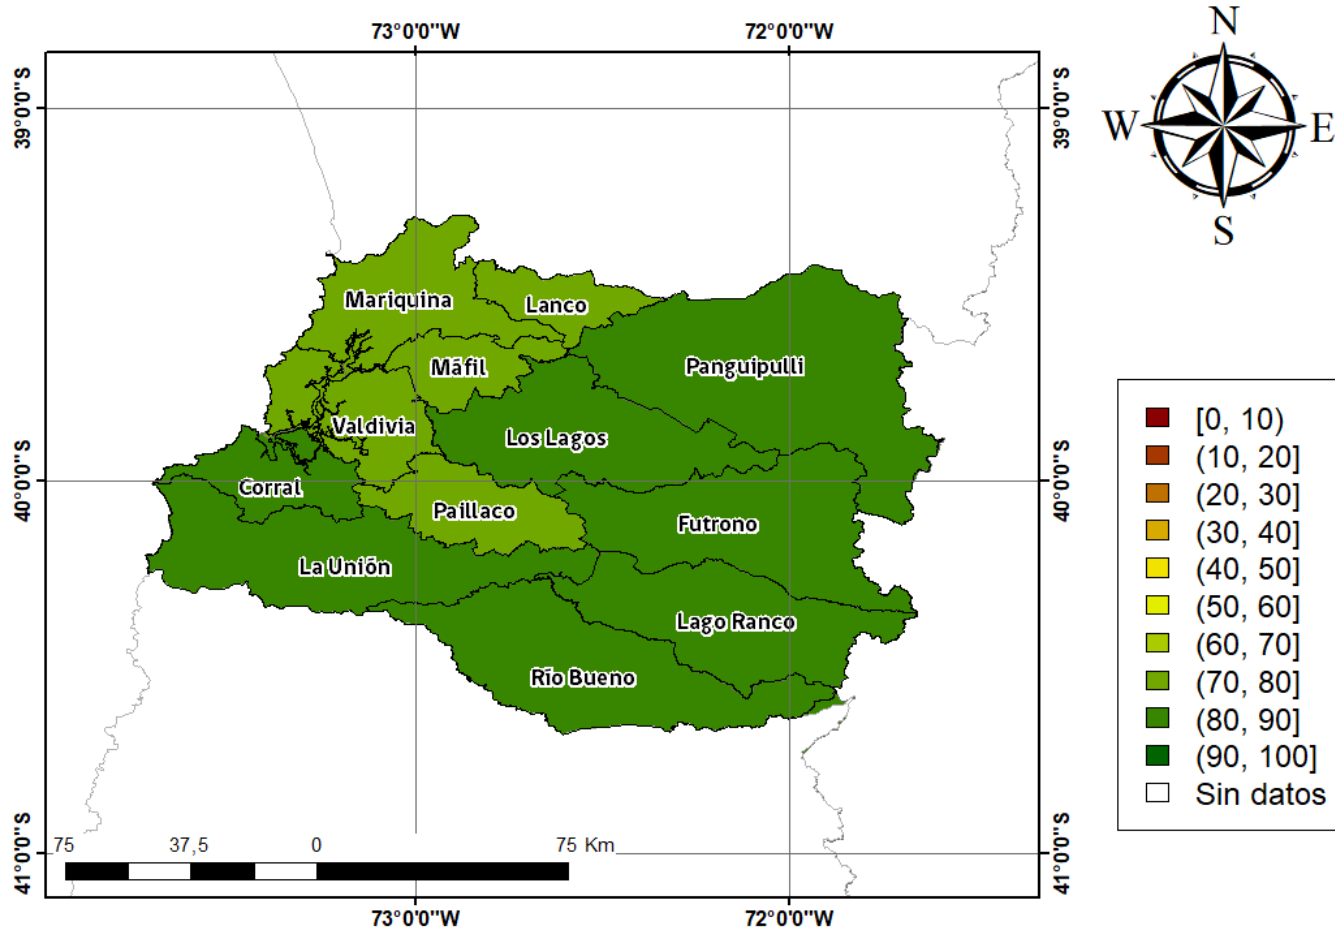 73°0'0"W
72°0'0"W
N
W
E
S
39°0'0"S
39°0'0"S
Mariquina
Lanco
Máfil
Panguipulli
Valdivia
Los Lagos
[0, 10)
(10, 20]
(20, 30]
(30, 40]
(40, 50]
(50, 60]
(60, 70]
(70, 80]
(80, 90]
(90, 100]
Sin datos
40°0'0"S
40°0'0"S
Corral
Paillaco
Futrono
La Unión
Lago Ranco
Río Bueno
75
37,5
0
75 Km
41°0'0"S
41°0'0"S
73°0'0"W
72°0'0"W